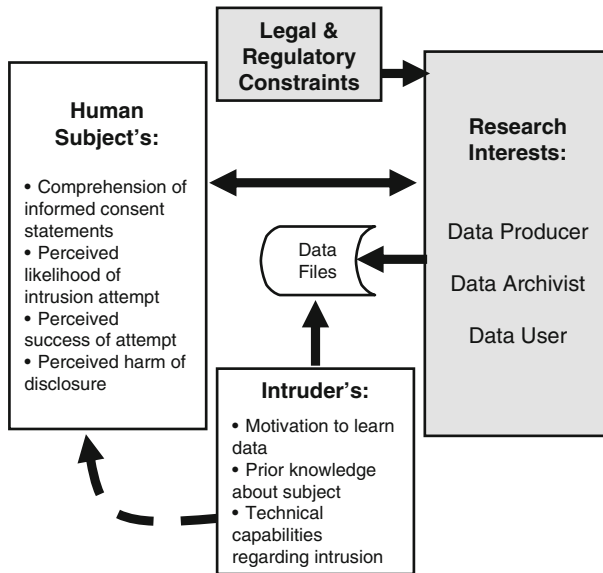 Legal &
Regulatory
Constraints
Human
Subject's:
• Comprehension of
informed consent
statements
• Perceived
likelihood of
intrusion attempt
• Perceived
success of attempt
• Perceived harm of
disclosure
Research
Interests:
Data Producer
Data Archivist
Data User
Data
Files
Intruder's:
• Motivation to learn
data
• Prior knowledge
about subject
• Technical
capabilities
regarding intrusion